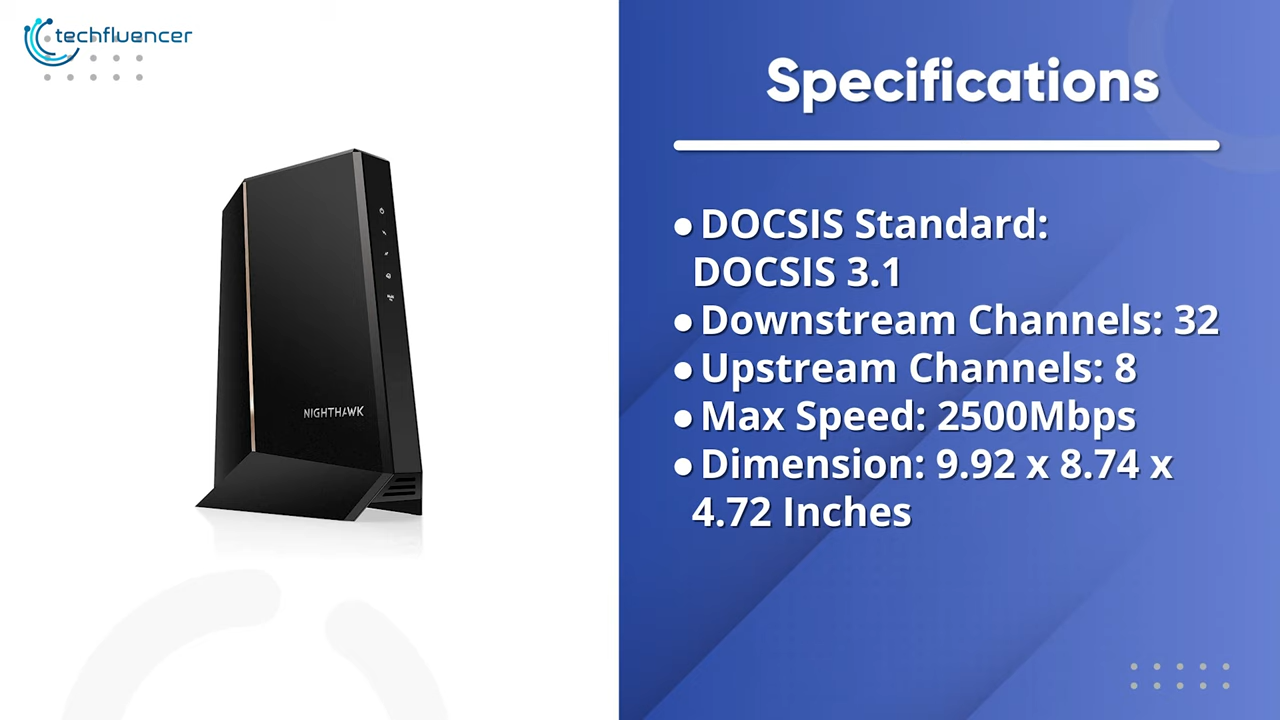 techfluencer
Specifications
● DOCSIS Standard:
DOCSIS 3.1
● Downstream Channels: 32
● Upstream Channels: 8
● Max Speed: 2500Mbps
● Dimension: 9.92 x 8.74 x
4.72 Inches
NIGHTHAWK